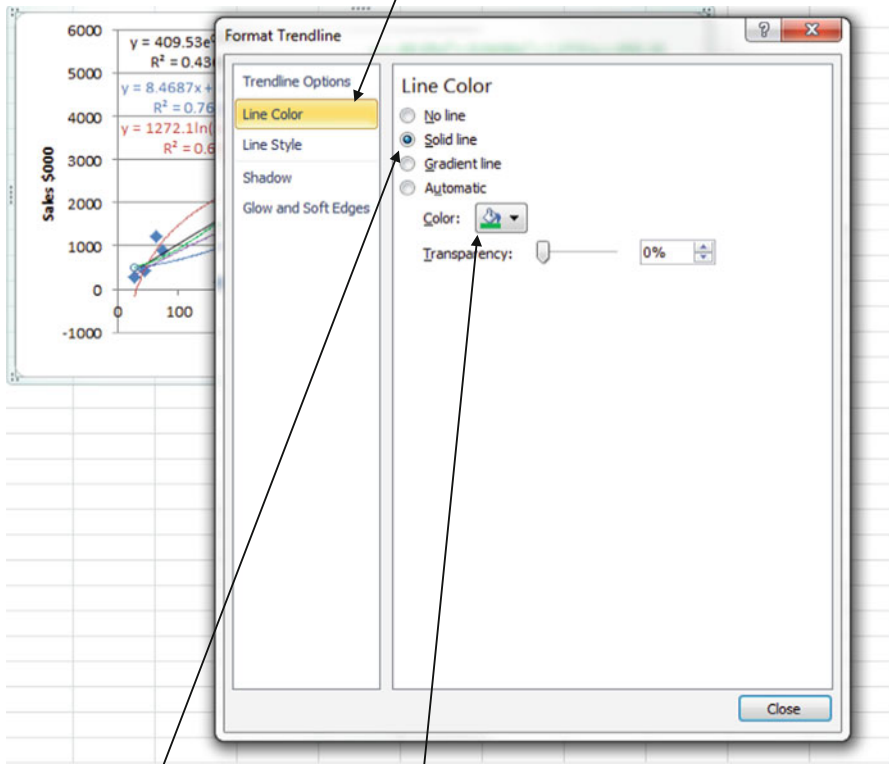 Format Trendline
6000
5000
4000
3000
2000
1000
0
-1000
Sales $000
0
100
y = 409.53e
R² = 0.43
y = 8.4687x +
R² = 0.76
y = 1272.1ln(
R² = 0.6
Trendline Options
Line Color
Line Style
Shadow
Glow and Soft Edges
Line Color
No line
Solid line
Gradient line
Automatic
Color:
Transparency:
0%
Close